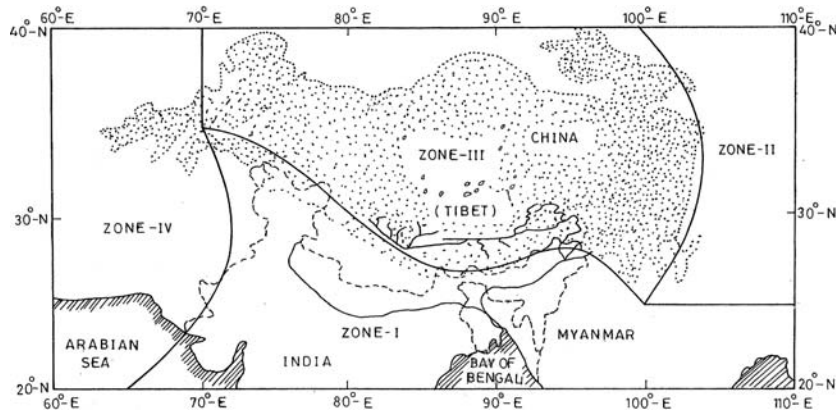 60°-E 70°-E 80°-E 90°-E 100°-E 110°-E
40°-N 40°-N
CHINA
ZONE-III ZONE-II
(TIBET)
30°-N 30°-N
ZONE-IV
ZONE-I MYANMAR
ARABIAN
SEA
INDIA
BAY OF
BENGAL
20°-N 20°-N
60°-E 70°-E 80°-E 90°-E 100°-E 110°-E